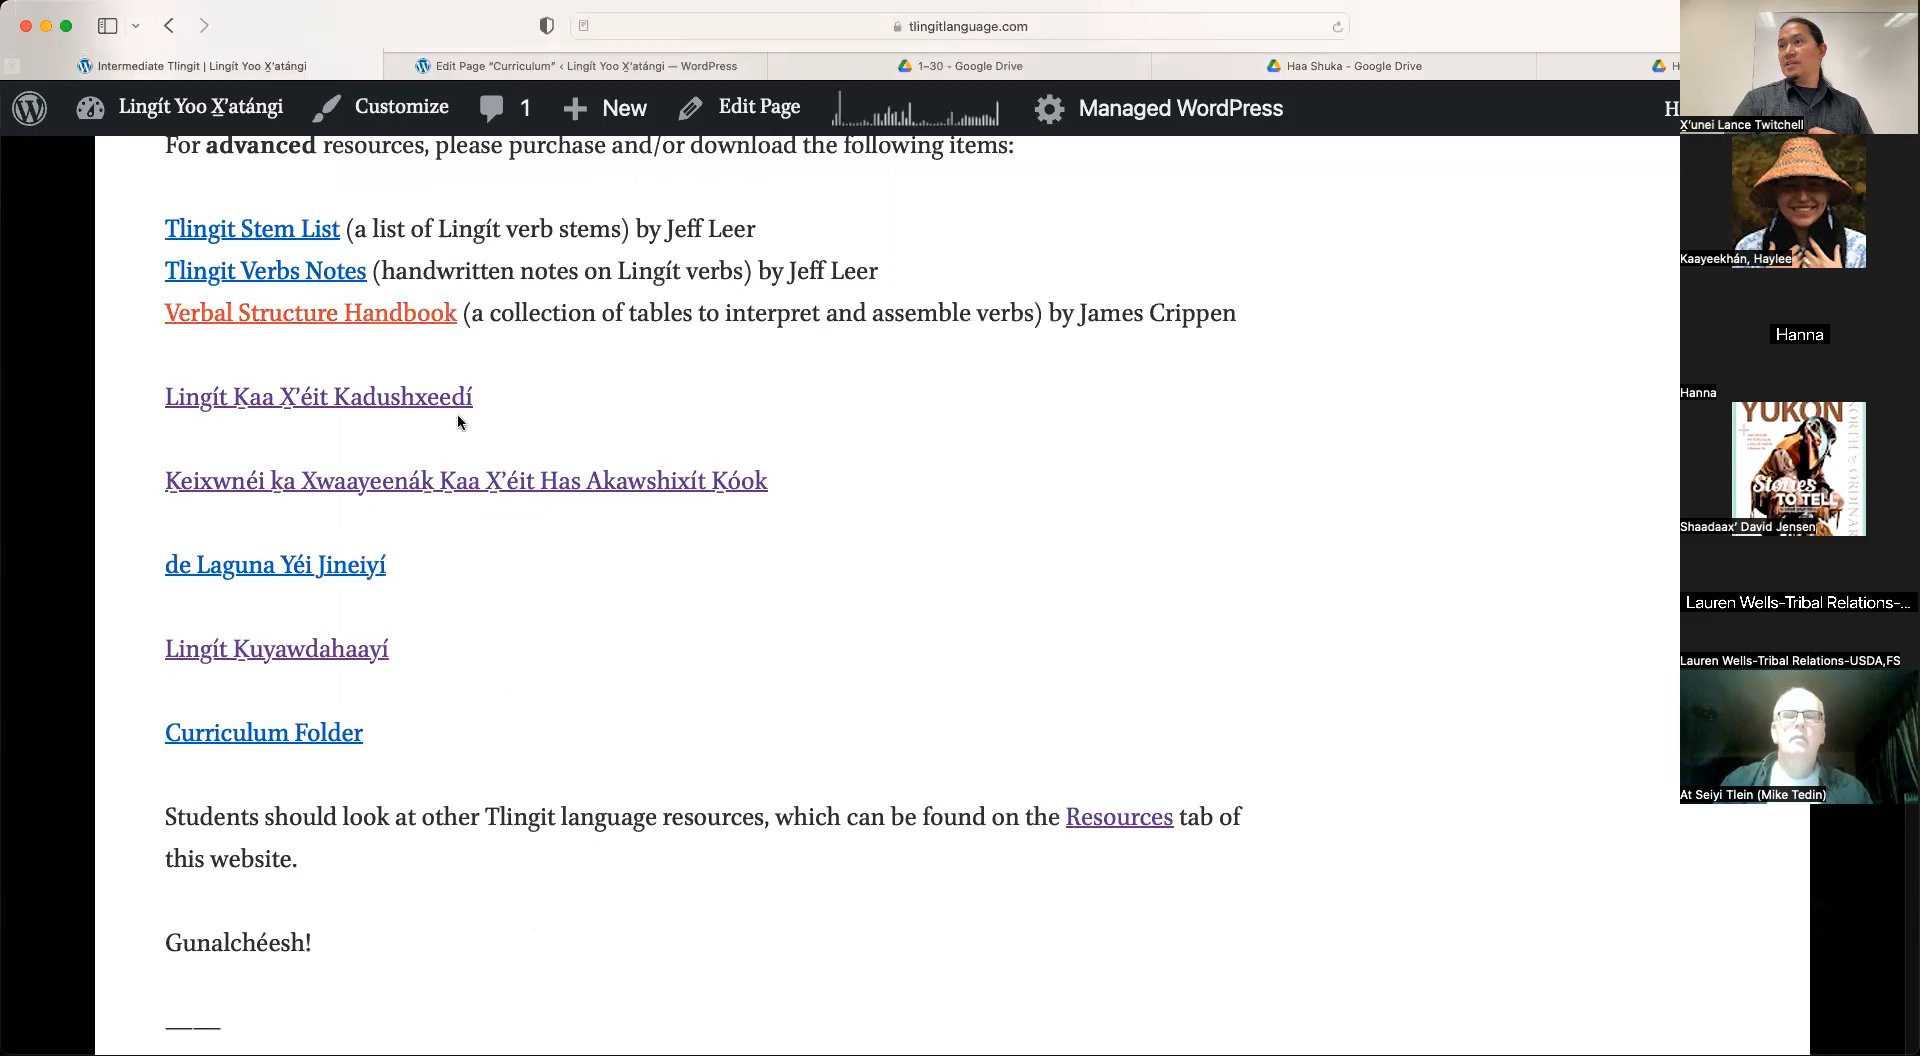 tlingitlanguage.com
Intermediate Tlingit | Lingít Yoo X̱ʼatángi
Edit Page “Curriculum” ‹ Lingít Yoo X̱ʼatángi — WordPress
1–30 - Google Drive
Haa Shuka - Google Drive
Lingít Yoo X̱ʼatángi
Customize
1
New
Edit Page
Managed WordPress
For advanced resources, please purchase and/or download the following items:
Tlingit Stem List (a list of Lingít verb stems) by Jeff Leer
Tlingit Verbs Notes (handwritten notes on Lingít verbs) by Jeff Leer
Verbal Structure Handbook (a collection of tables to interpret and assemble verbs) by James Crippen
Lingít Ḵaa X̱ʼéit Kadushxeedí
Ḵeixwnéi ḵa Xwaayeenáḵ Ḵaa X̱ʼéit Has Akawshixít Ḵóok
de Laguna Yéi Jineiyí
Lingít Ḵuyawdahaayí
Curriculum Folder
Students should look at other Tlingit language resources, which can be found on the Resources tab of
this website.
Gunalchéesh!
X̱ʼunei Lance Twitchell
Kaayeekhán, Haylee
Hanna
Hanna
YUKON
NORTH of ORDINARY
Stories
TO TELL
Shaadaaxʼ David Jensen
Lauren Wells-Tribal Relations-...
Lauren Wells-Tribal Relations-USDA,FS
At Seiyi Tlein (Mike Tedin)